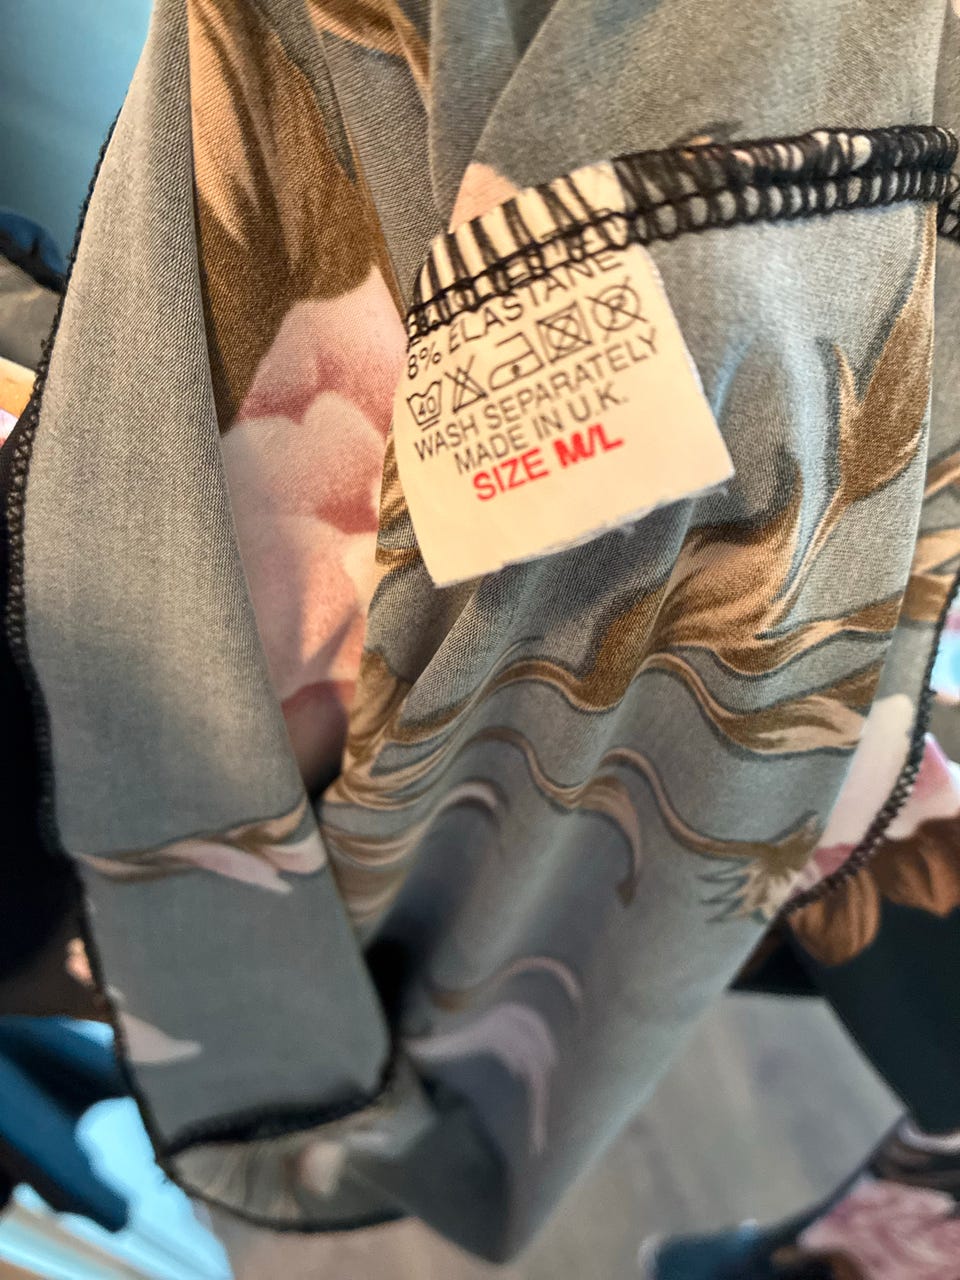 8% ELASTANE
40
P
WASH SEPARATELY
MADE IN U.K.
SIZE M/L